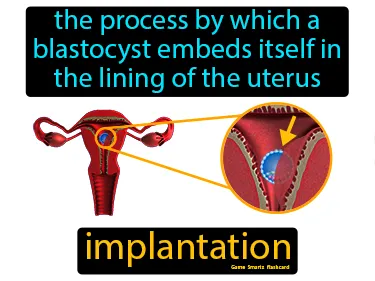 the process by which a
blastocyst embeds itself in
the lining of the uterus
implantation
Game Smartz flashcard